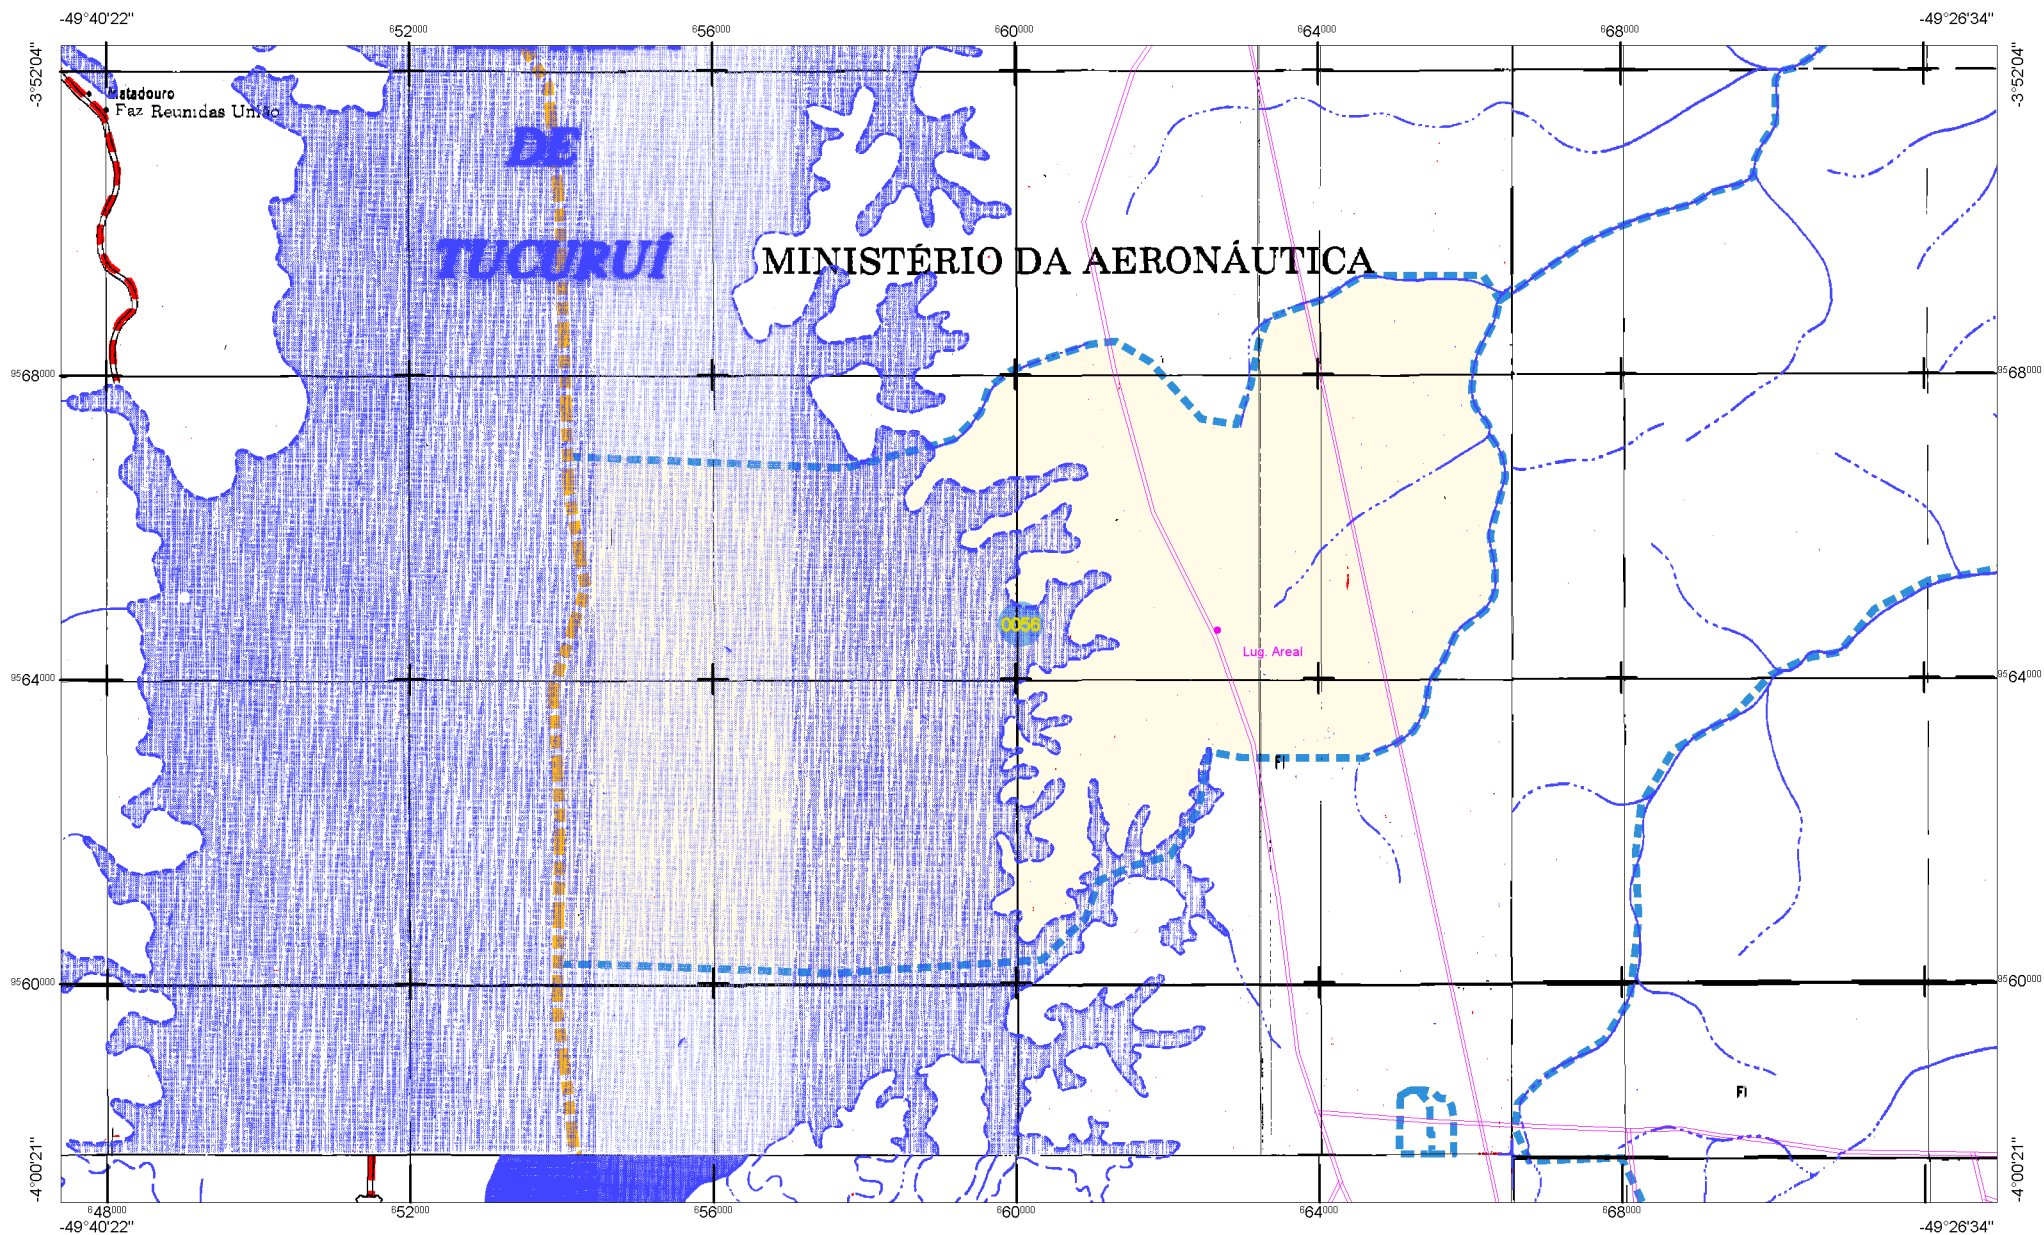 -49°40'22" -49°26'34"
652000 656000 660000 664000 668000
-3°52'04" -3°52'04"
Matadouro
Faz Reunidas União
DE
TUCURUÍ
MINISTÉRIO DA AERONÁUTICA
9568000 9568000
0056
Lug. Areal
9564000 9564000
FI
9560000 9560000
FI
-4°00'21" -4°00'21"
648000 652000 656000 660000 664000 668000
-49°40'22" -49°26'34"